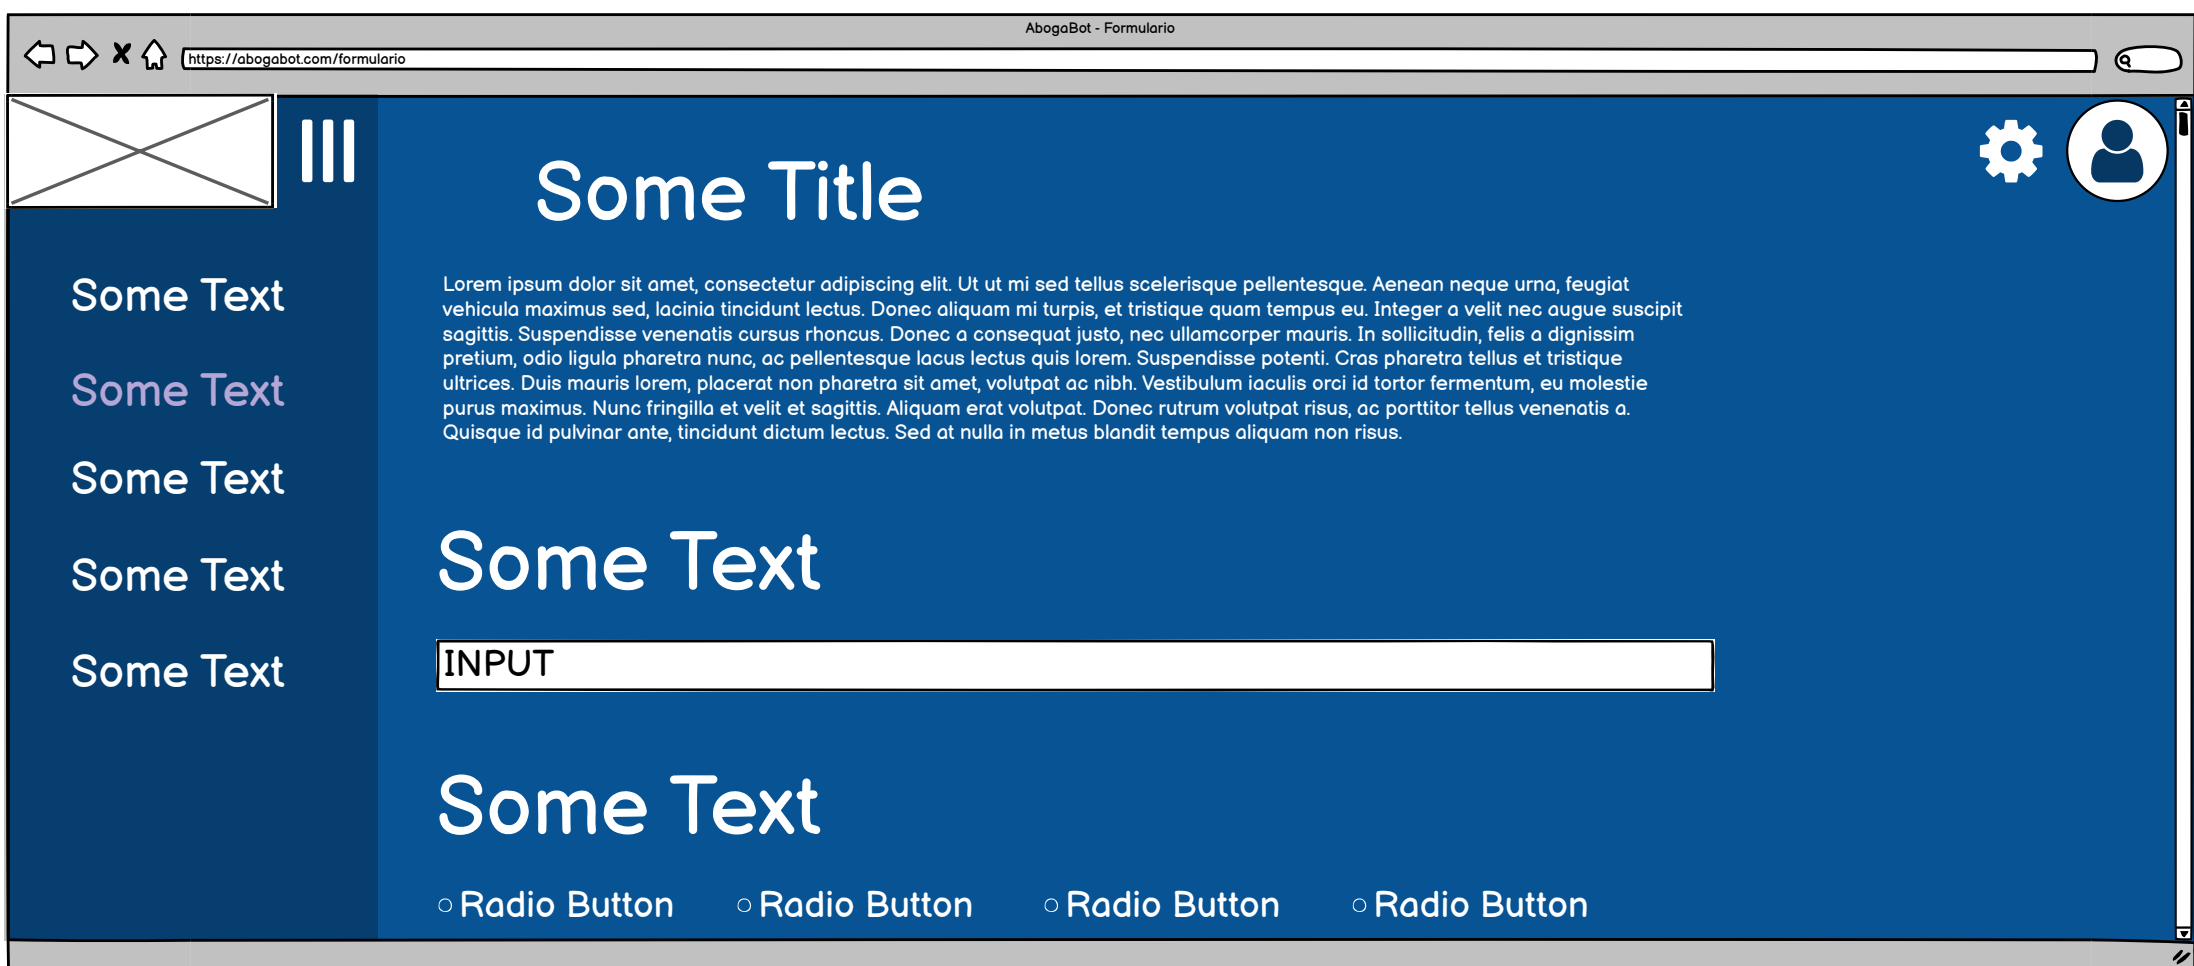 AbogaBot - Formulario
https://abogabot.com/formulario
Some Title
Some Text
Some Text
Some Text
Some Text
Some Text
Lorem ipsum dolor sit amet, consectetur adipiscing elit. Ut ut mi sed tellus scelerisque pellentesque. Aenean neque urna, feugiat
vehicula maximus sed, lacinia tincidunt lectus. Donec aliquam mi turpis, et tristique quam tempus eu. Integer a velit nec augue suscipit
sagittis. Suspendisse venenatis cursus rhoncus. Donec a consequat justo, nec ullamcorper mauris. In sollicitudin, felis a dignissim
pretium, odio ligula pharetra nunc, ac pellentesque lacus lectus quis lorem. Suspendisse potenti. Cras pharetra tellus et tristique
ultrices. Duis mauris lorem, placerat non pharetra sit amet, volutpat ac nibh. Vestibulum iaculis orci id tortor fermentum, eu molestie
purus maximus. Nunc fringilla et velit et sagittis. Aliquam erat volutpat. Donec rutrum volutpat risus, ac porttitor tellus venenatis a.
Quisque id pulvinar ante, tincidunt dictum lectus. Sed at nulla in metus blandit tempus aliquam non risus.
Some Text
INPUT
Some Text
Radio Button Radio Button Radio Button Radio Button